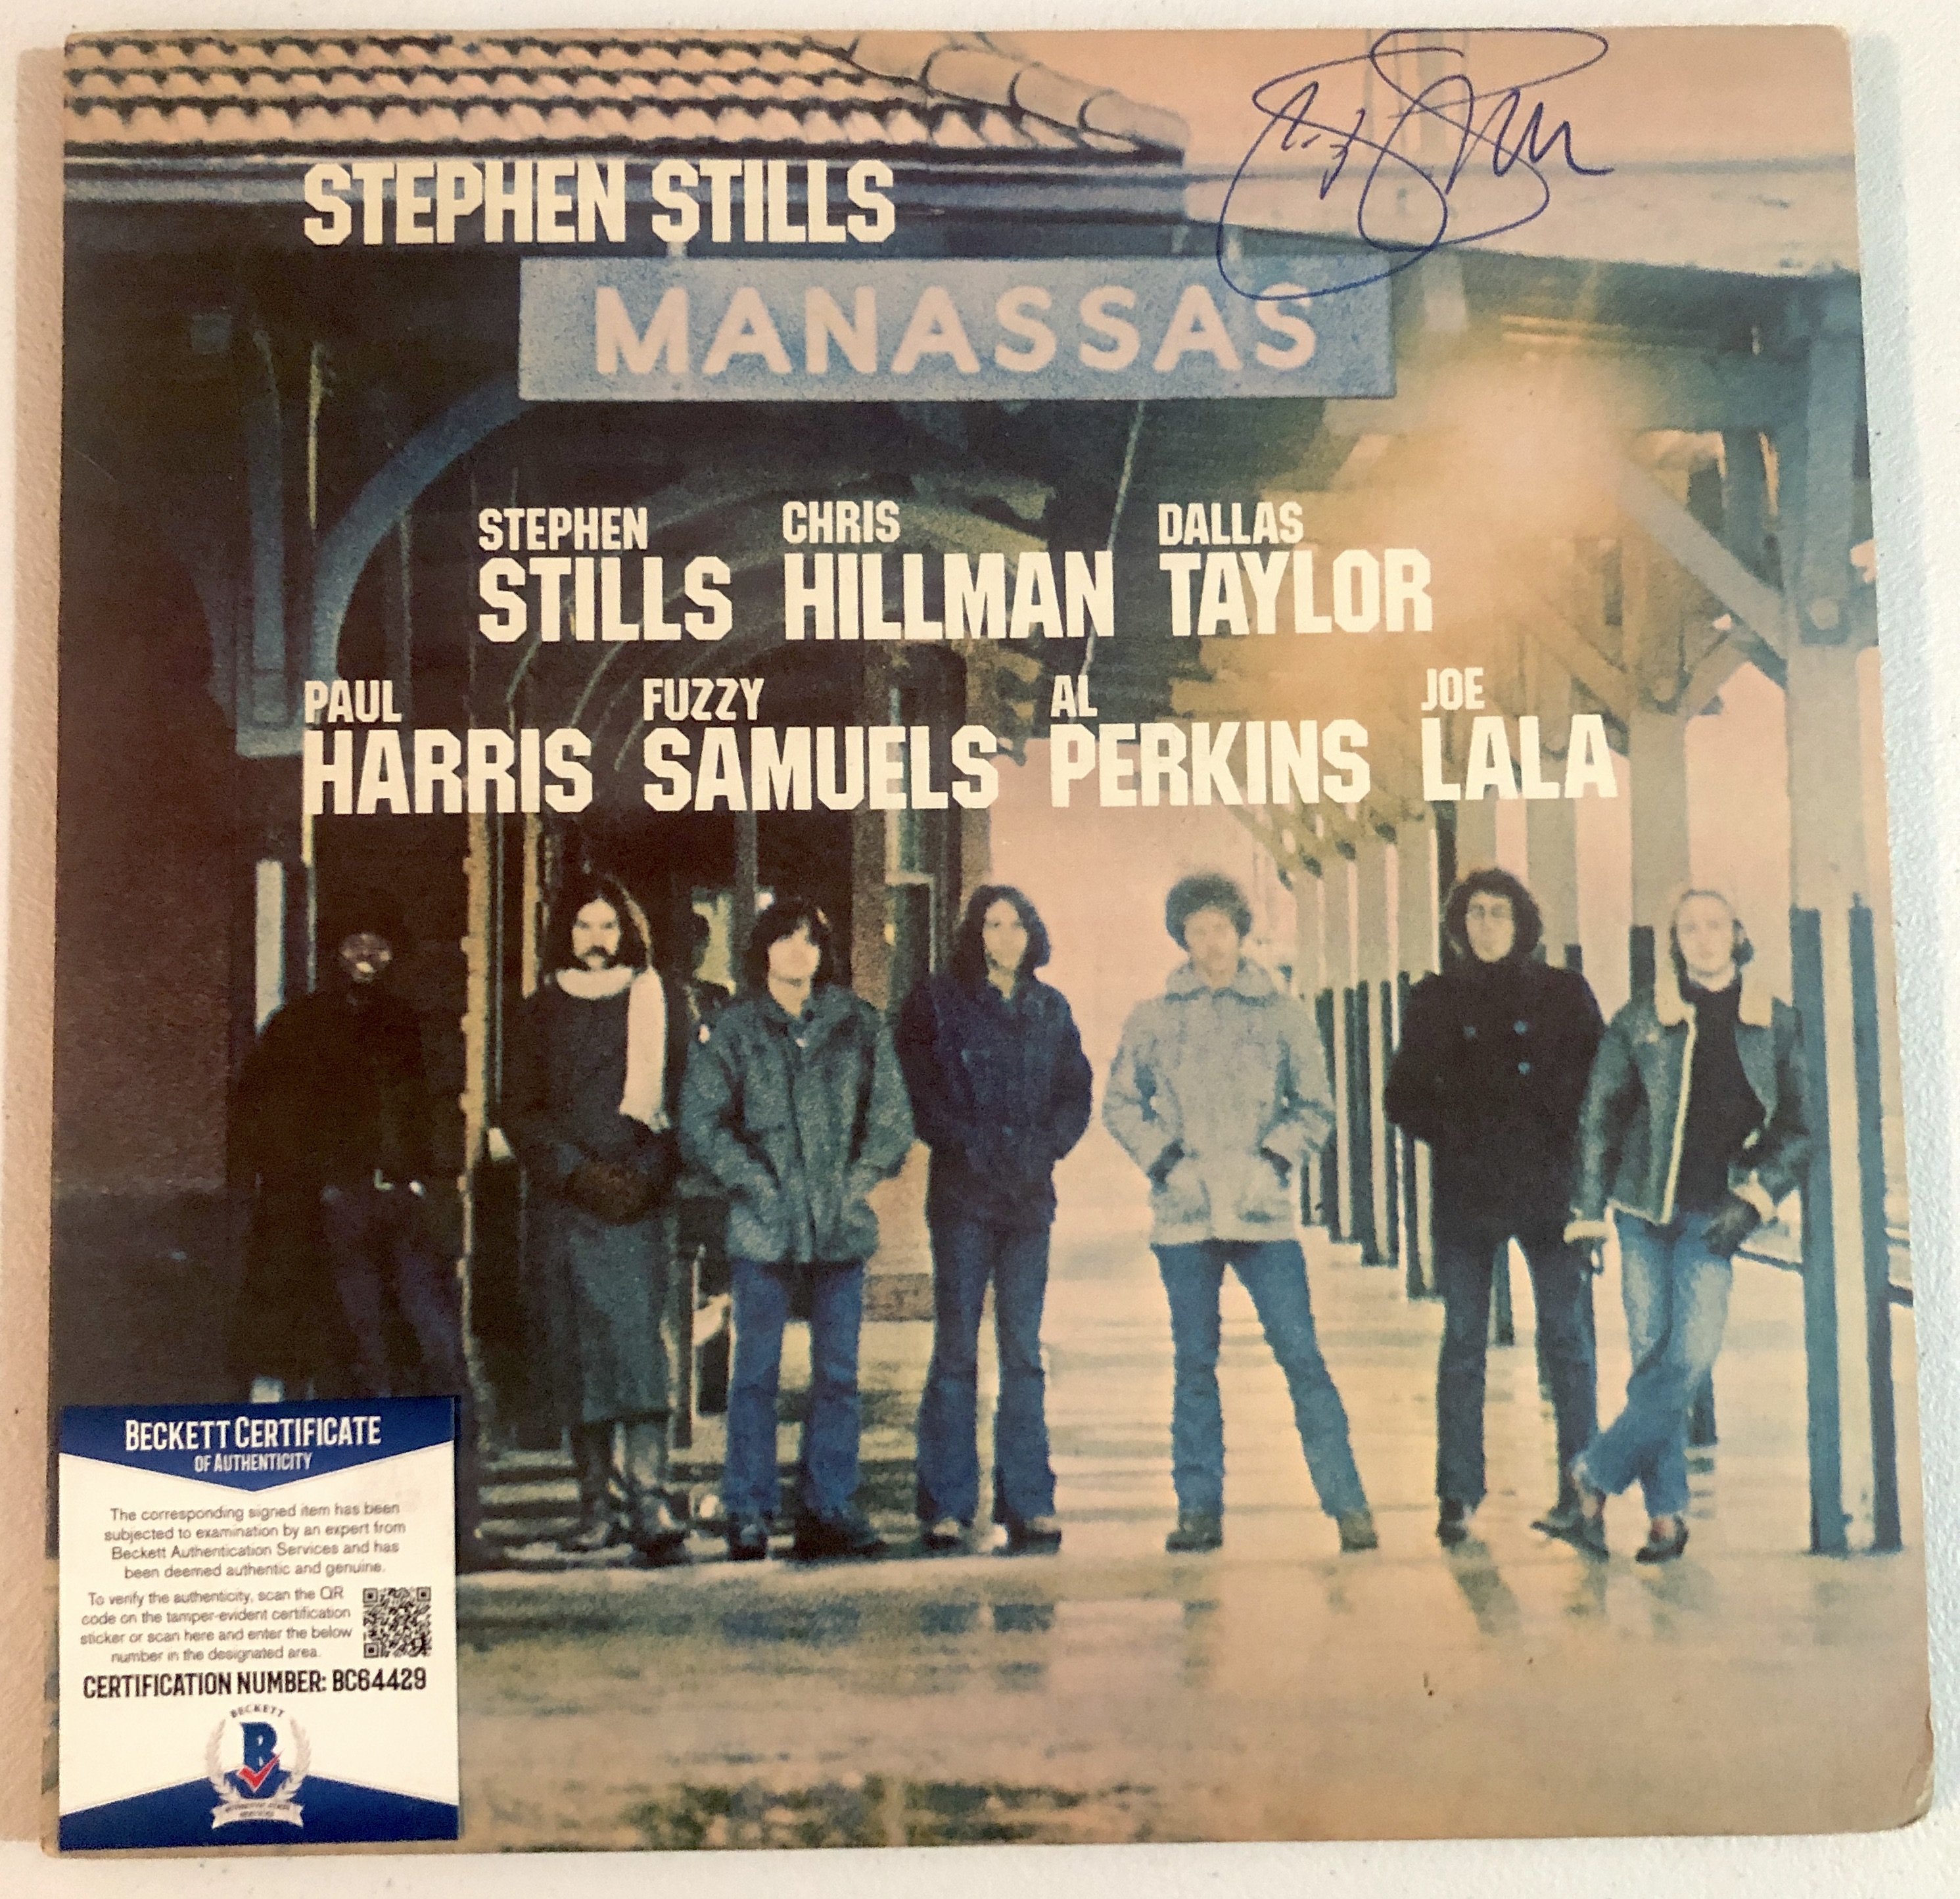 STEPHEN STILLS
MANASSAS
STEPHEN CHRIS DALLAS
STILLS HILLMAN TAYLOR
PAUL FUZZY AL JOE
HARRIS SAMUELS PERKINS LALA
BECKETT CERTIFICATE
OF AUTHENTICITY
The corresponding signed item has been
subjected to examination by an expert from
Beckett Authentication Services and has
been deemed authentic and genuine.
To verify the authenticity, scan the QR
code on the tamper-evident certification
sticker or scan here and enter the below
number in the designated area.
CERTIFICATION NUMBER: BC64429
BECKETT
B